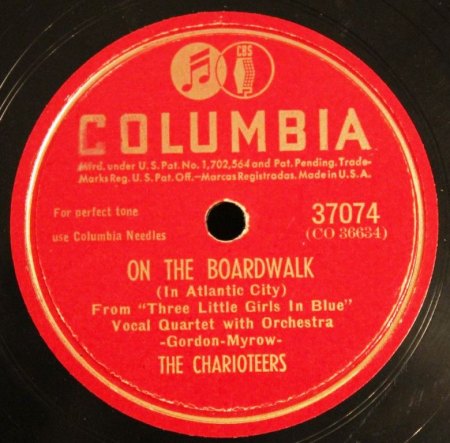 CBS
COLUMBIA
Mfrd. under U.S. Pat. No. 1,702,564 and Pat. Pending. Trade-
Marks Reg. U.S. Pat. Off.—Marcas Registradas. Made in U.S.A.
For perfect tone
use Columbia Needles
37074
(CO 36634)
ON THE BOARDWALK
(In Atlantic City)
From "Three Little Girls In Blue"
Vocal Quartet with Orchestra
-Gordon-Myrow-
THE CHARIOTEERS